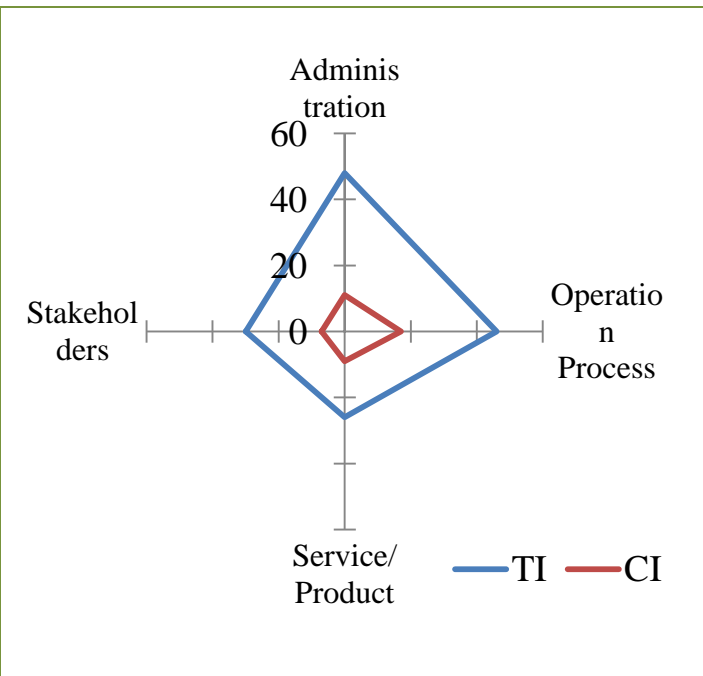 Adminis
tration
60
40
20
0
Stakehol
ders
Operatio
n
Process
Service/
Product
TI
CI